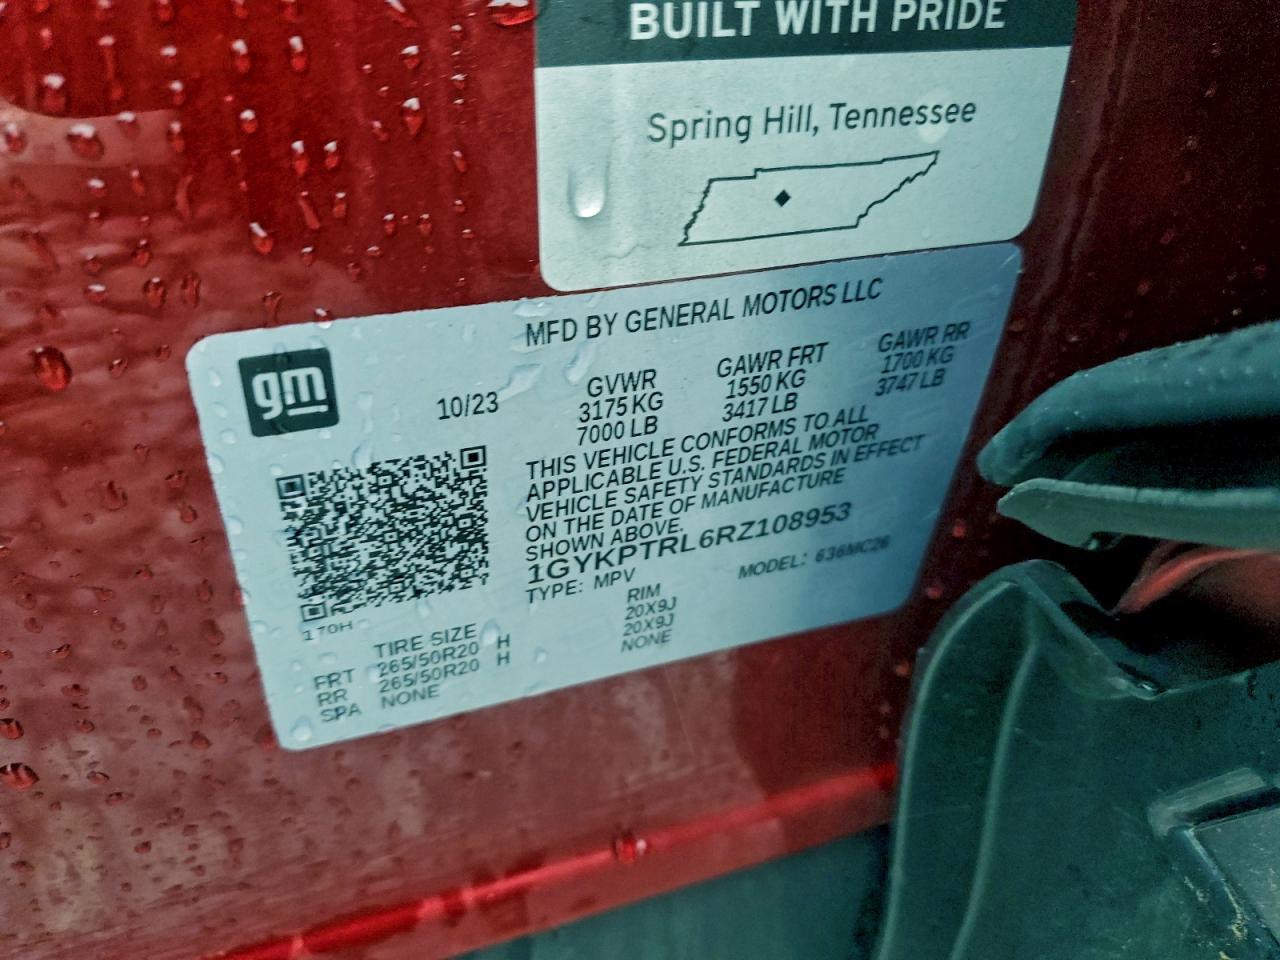 BUILT WITH PRIDE
Spring Hill, Tennessee
MFD BY GENERAL MOTORS LLC
gm
10/23
GVWR
3175 KG
7000 LB
GAWR FRT
1550 KG
3417 LB
GAWR RR
1700 KG
3747 LB
THIS VEHICLE CONFORMS TO ALL
APPLICABLE U.S. FEDERAL MOTOR
VEHICLE SAFETY STANDARDS IN EFFECT
ON THE DATE OF MANUFACTURE
SHOWN ABOVE.
1GYKPTRL6RZ108953
TYPE: MPV MODEL: 636MC26
170H
TIRE SIZE RIM
FRT 265/50R20 H 20X9J
RR 265/50R20 H 20X9J
SPA NONE NONE